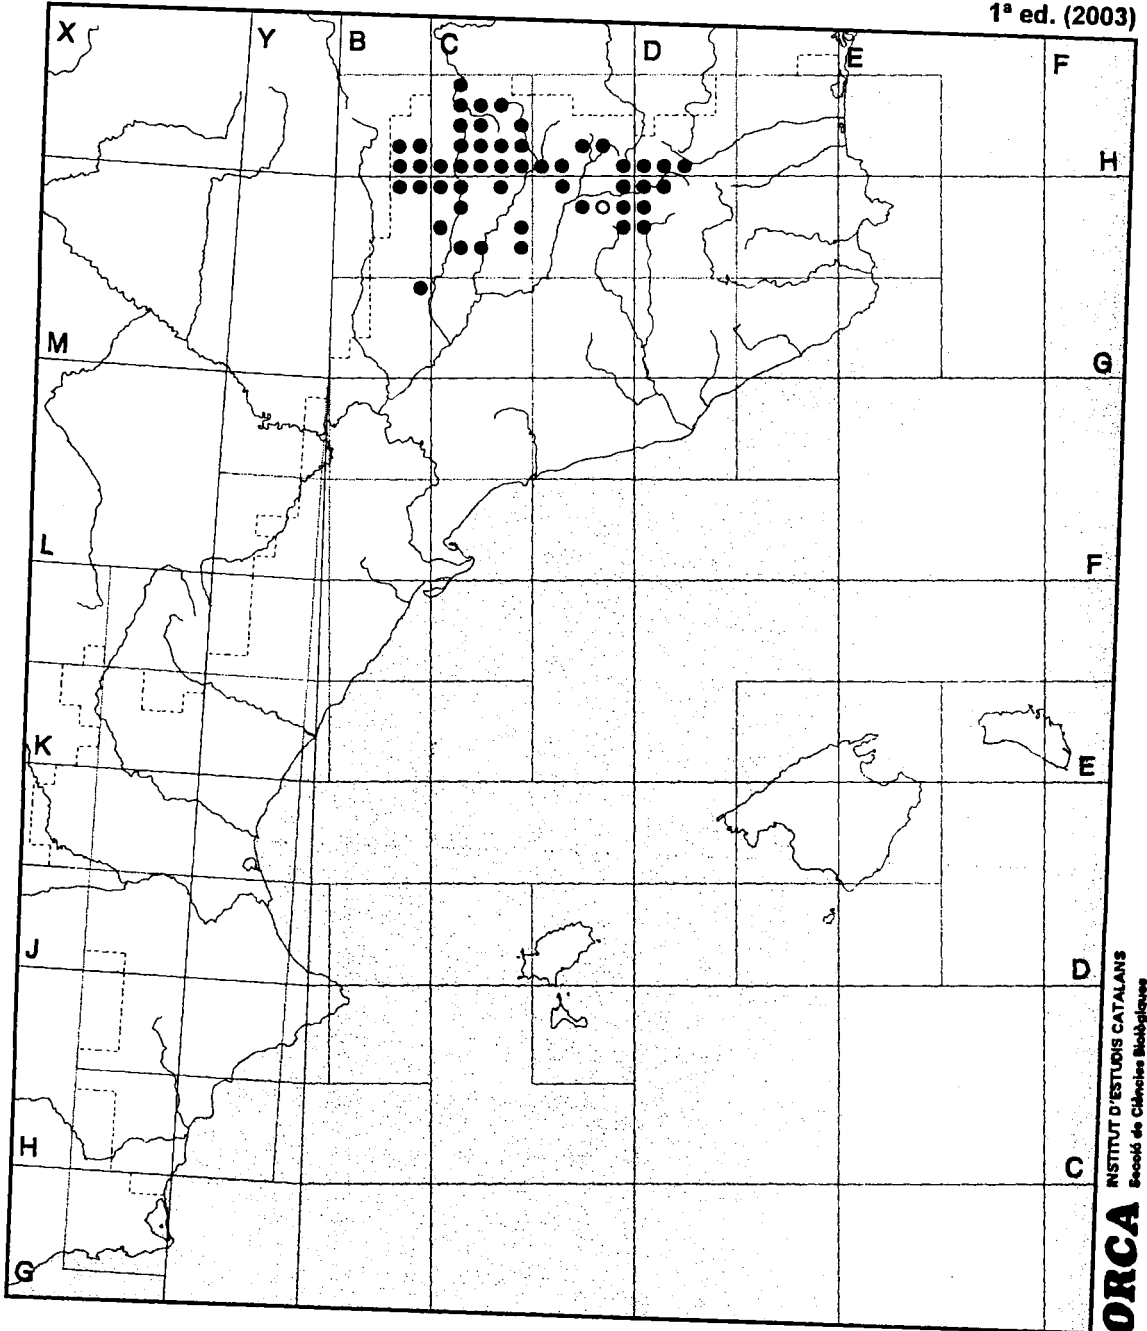 1ª ed. (2003)
X Y B C D E F
H
M G
L F
K E
J D
H C
G
ORCA
INSTITUT D'ESTUDIS CATALANS
Secció de Ciències Biològiques